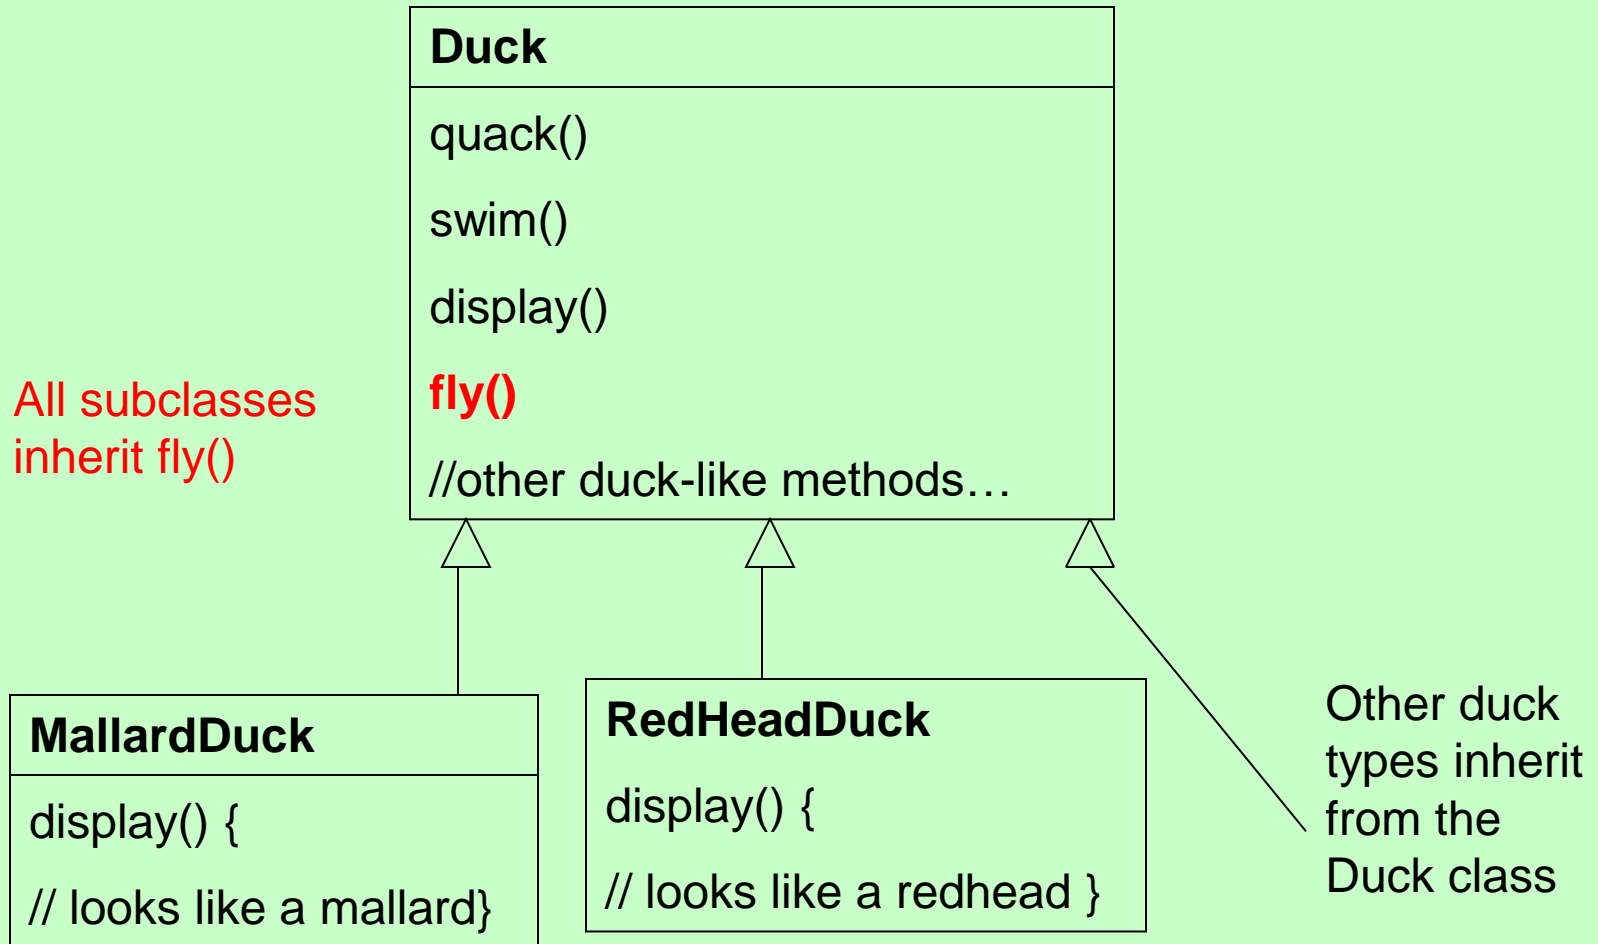 Duck
quack()
swim()
display()
fly()
//other duck-like methods…
All subclasses
inherit fly()
MallardDuck
display() {
// looks like a mallard}
RedHeadDuck
display() {
// looks like a redhead }
Other duck
types inherit
from the
Duck class